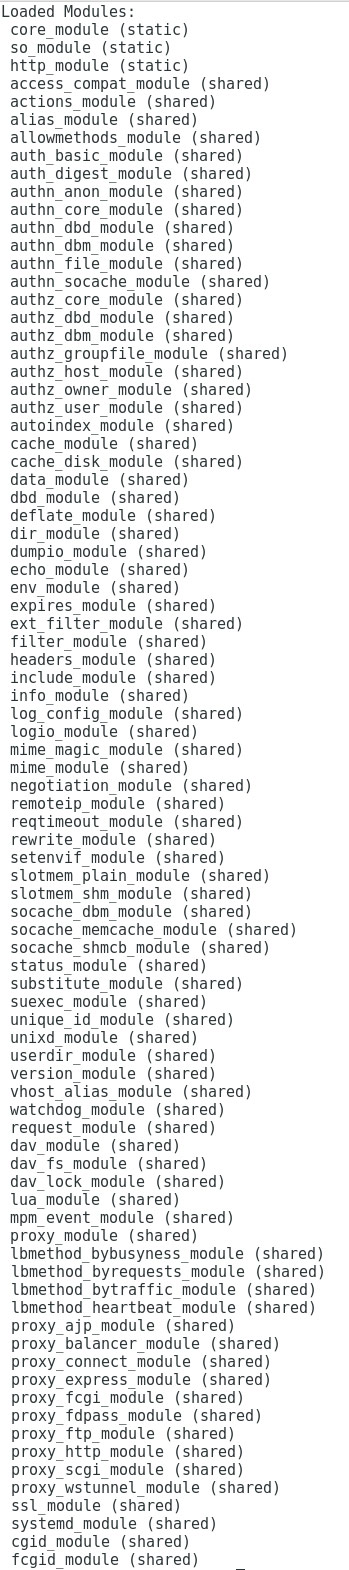 Loaded Modules:
core_module (static)
so_module (static)
http_module (static)
access_compat_module (shared)
actions_module (shared)
alias_module (shared)
allowmethods_module (shared)
auth_basic_module (shared)
auth_digest_module (shared)
authn_anon_module (shared)
authn_core_module (shared)
authn_dbd_module (shared)
authn_dbm_module (shared)
authn_file_module (shared)
authn_socache_module (shared)
authz_core_module (shared)
authz_dbd_module (shared)
authz_dbm_module (shared)
authz_groupfile_module (shared)
authz_host_module (shared)
authz_owner_module (shared)
authz_user_module (shared)
autoindex_module (shared)
cache_module (shared)
cache_disk_module (shared)
data_module (shared)
dbd_module (shared)
deflate_module (shared)
dir_module (shared)
dumpio_module (shared)
echo_module (shared)
env_module (shared)
expires_module (shared)
ext_filter_module (shared)
filter_module (shared)
headers_module (shared)
include_module (shared)
info_module (shared)
log_config_module (shared)
logio_module (shared)
mime_magic_module (shared)
mime_module (shared)
negotiation_module (shared)
remoteip_module (shared)
reqtimeout_module (shared)
rewrite_module (shared)
setenvif_module (shared)
slotmem_plain_module (shared)
slotmem_shm_module (shared)
socache_dbm_module (shared)
socache_memcache_module (shared)
socache_shmcb_module (shared)
status_module (shared)
substitute_module (shared)
suexec_module (shared)
unique_id_module (shared)
unixd_module (shared)
userdir_module (shared)
version_module (shared)
vhost_alias_module (shared)
watchdog_module (shared)
request_module (shared)
dav_module (shared)
dav_fs_module (shared)
dav_lock_module (shared)
lua_module (shared)
mpm_event_module (shared)
proxy_module (shared)
lbmethod_bybusyness_module (shared)
lbmethod_byrequests_module (shared)
lbmethod_bytraffic_module (shared)
lbmethod_heartbeat_module (shared)
proxy_ajp_module (shared)
proxy_balancer_module (shared)
proxy_connect_module (shared)
proxy_express_module (shared)
proxy_fcgi_module (shared)
proxy_fdpass_module (shared)
proxy_ftp_module (shared)
proxy_http_module (shared)
proxy_scgi_module (shared)
proxy_wstunnel_module (shared)
ssl_module (shared)
systemd_module (shared)
cgid_module (shared)
fcgid_module (shared)